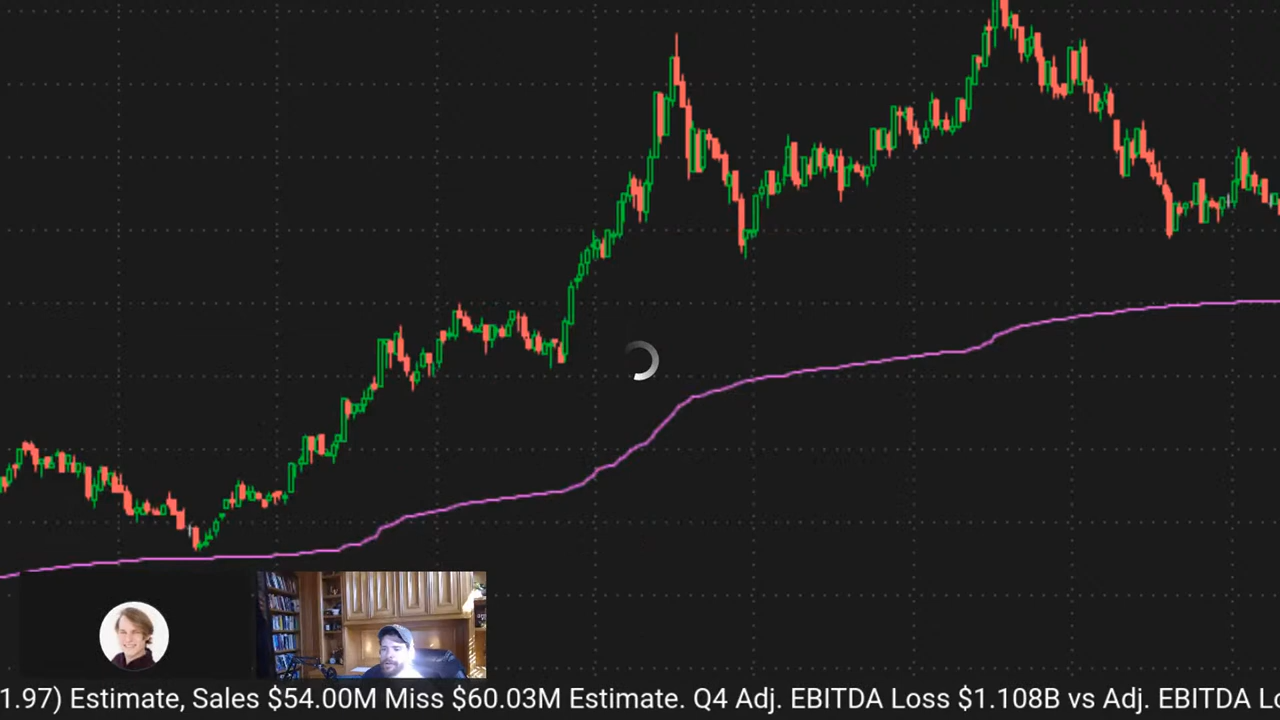 1.97) Estimate, Sales $54.00M Miss $60.03M Estimate. Q4 Adj. EBITDA Loss $1.108B vs Adj. EBITDA Lo